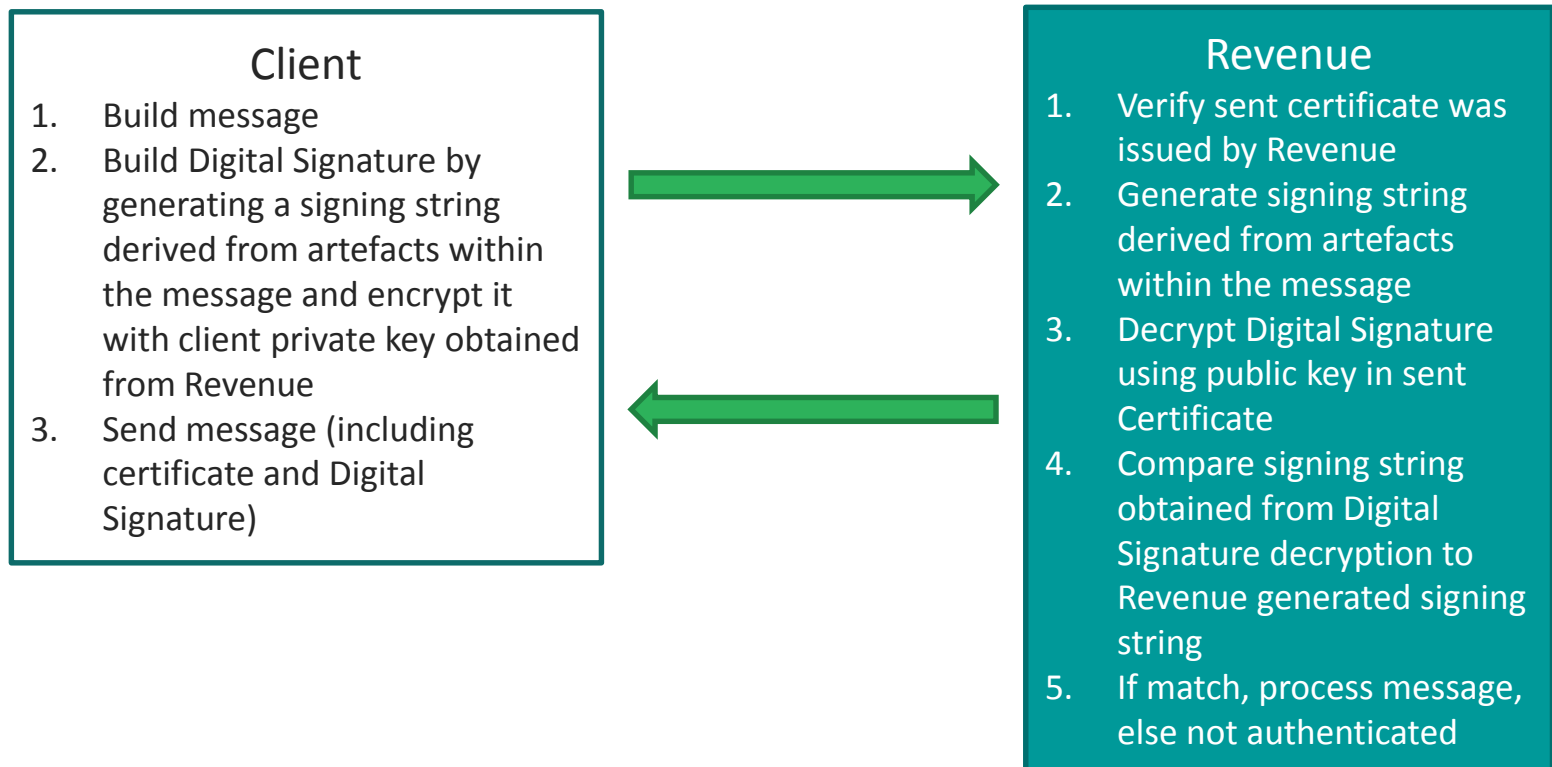 Client
1. Build message
2. Build Digital Signature by
generating a signing string
derived from artefacts within
the message and encrypt it
with client private key obtained
from Revenue
3. Send message (including
certificate and Digital
Signature)
Revenue
1. Verify sent certificate was
issued by Revenue
2. Generate signing string
derived from artefacts
within the message
3. Decrypt Digital Signature
using public key in sent
Certificate
4. Compare signing string
obtained from Digital
Signature decryption to
Revenue generated signing
string
5. If match, process message,
else not authenticated